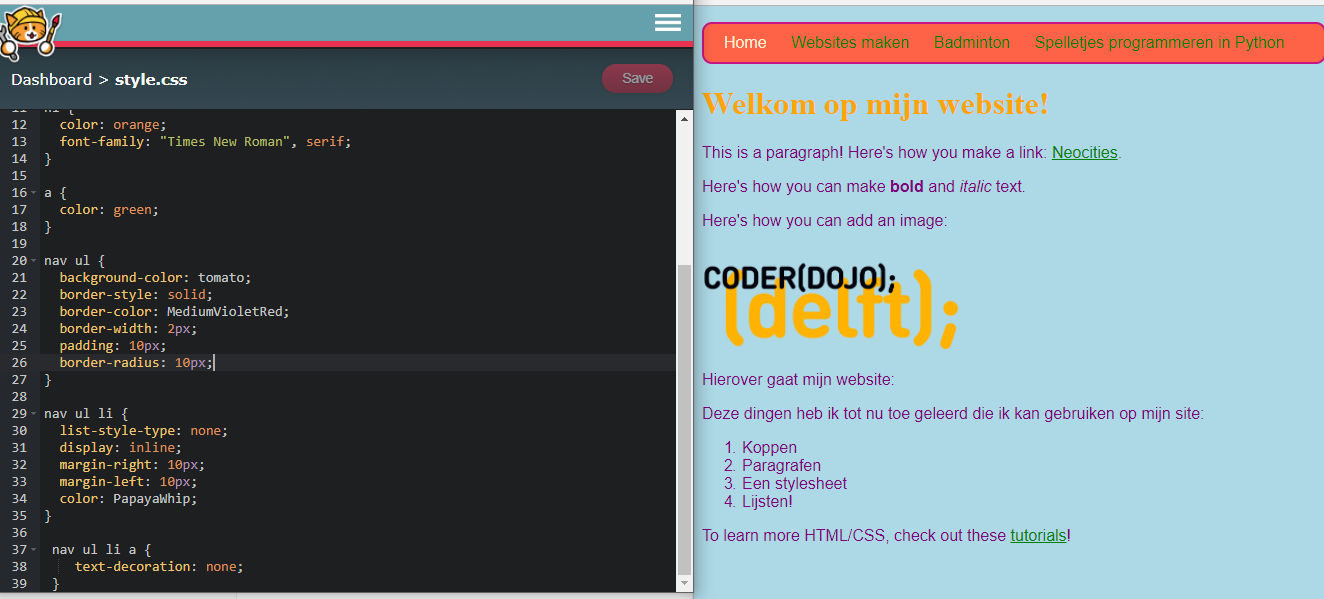 Dashboard > style.css
Save
12 color: orange;
13 font-family: "Times New Roman", serif;
14 }
15
16 a {
17 color: green;
18 }
19
20 nav ul {
21 background-color: tomato;
22 border-style: solid;
23 border-color: MediumVioletRed;
24 border-width: 2px;
25 padding: 10px;
26 border-radius: 10px;
27 }
28
29 nav ul li {
30 list-style-type: none;
31 display: inline;
32 margin-right: 10px;
33 margin-left: 10px;
34 color: PapayaWhip;
35 }
36
37 nav ul li a {
38 text-decoration: none;
39 }
Home Websites maken Badminton Spelletjes programmeren in Python
Welkom op mijn website!
This is a paragraph! Here's how you make a link: Neocities.
Here's how you can make bold and italic text.
Here's how you can add an image:
CODER(DOJO);
(delft);
Hierover gaat mijn website:
Deze dingen heb ik tot nu toe geleerd die ik kan gebruiken op mijn site:
1. Koppen
2. Paragrafen
3. Een stylesheet
4. Lijsten!
To learn more HTML/CSS, check out these tutorials!